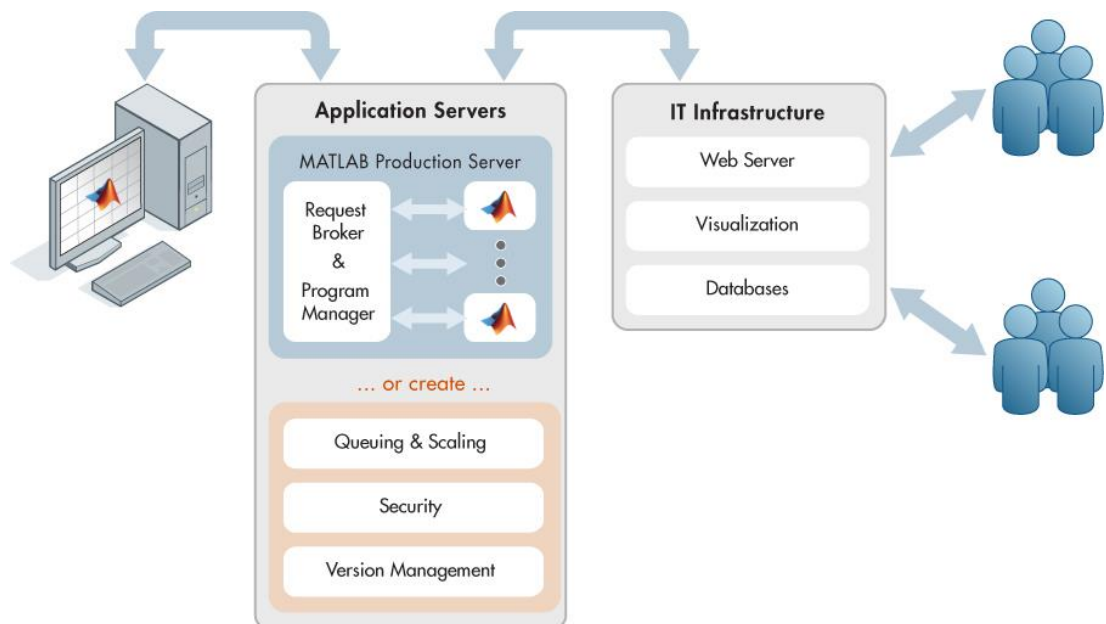 Application Servers
MATLAB Production Server
Request
Broker
&
Program
Manager
... or create ...
Queuing & Scaling
Security
Version Management
IT Infrastructure
Web Server
Visualization
Databases